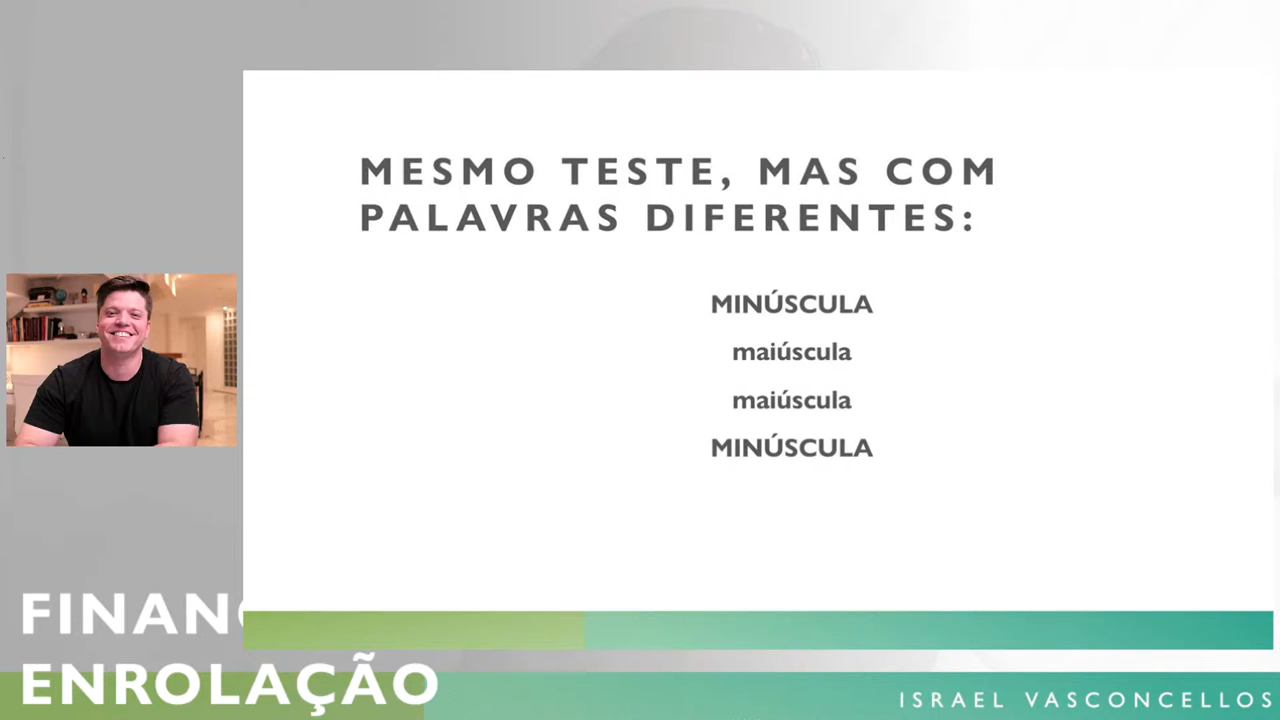 MESMO TESTE, MAS COM
PALAVRAS DIFERENTES:
MINÚSCULA
maiúscula
maiúscula
MINÚSCULA
ENROLAÇÃO
ISRAEL VASCONCELLOS